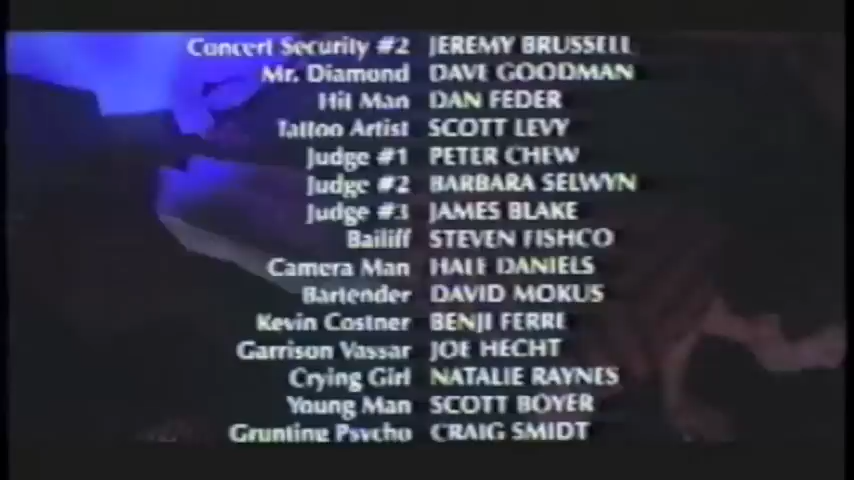 Concert Security #2 JEREMY BRUSSELL
Mr. Diamond DAVE GOODMAN
Hit Man DAN FEDER
Tattoo Artist SCOTT LEVY
Judge #1 PETER CHEW
Judge #2 BARBARA SELWYN
Judge #3 JAMES BLAKE
Bailiff STEVEN FISHCO
Camera Man HALE DANIELS
Bartender DAVID MOKUS
Kevin Costner BENJI FERRE
Garrison Vassar JOE HECHT
Crying Girl NATALIE RAYNES
Young Man SCOTT BOYER
Grunting Psycho CRAIG SMIDT